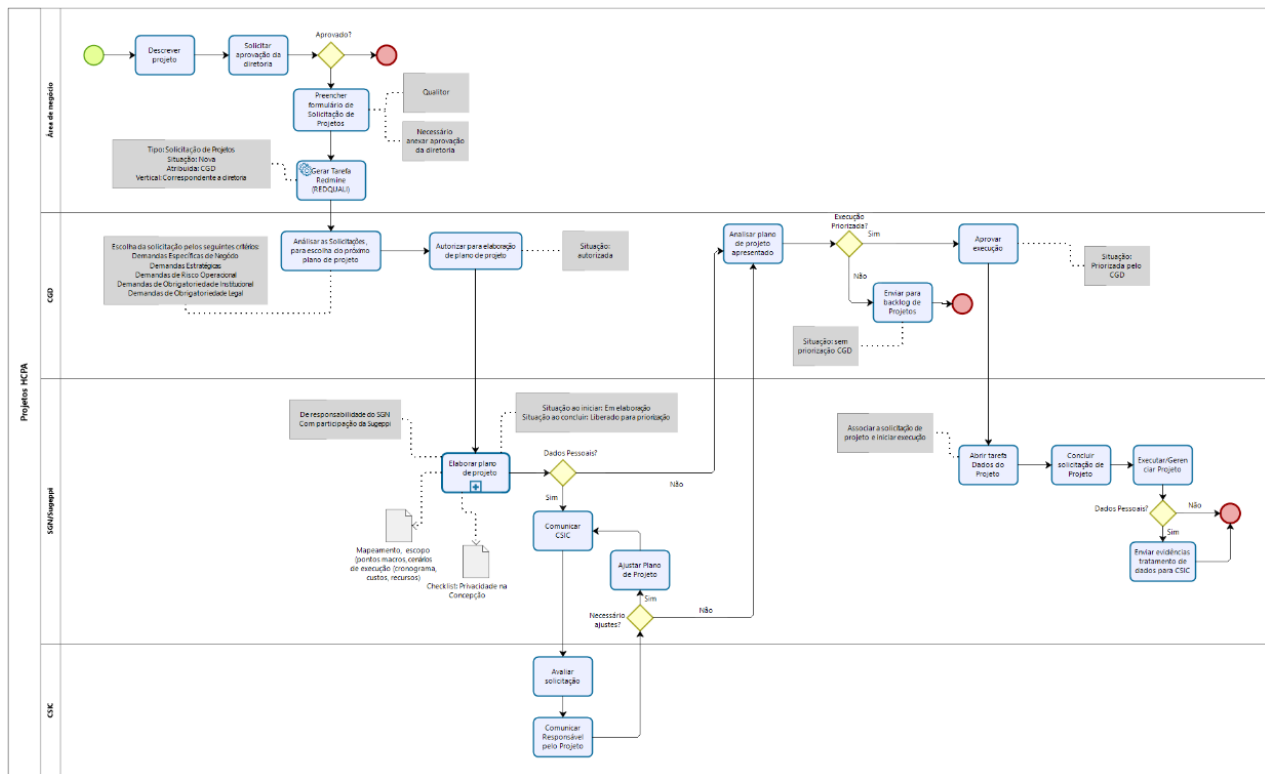 Projetos HCPA
Área de negócio
Descrever
projeto
Solicitar
aprovação da
diretoria
Aprovado?
Preencher
formulário de
Solicitação de
Projetos
Qualitor
Necessário
anexar aprovação
da diretoria
Tipo: Solicitação de Projetos
Situação: Nova
Atribuida: CGD
Vertical: Correspondente a diretoria
Gerar Tarefa
Redmine
(REDQUALI)
CGD
Escolha da solicitação pelos seguintes critérios:
Demandas Específicas de Negócio
Demandas Estratégicas
Demandas de Risco Operacional
Demandas de Obrigatoriedade Institucional
Demandas de Obrigatoriedade Legal
Análisar as Solicitações,
para escolha do próximo
plano de projeto
Autorizar para elaboração
de plano de projeto
Situação:
autorizada
Analisar plano
de projeto
apresentado
Execução
Priorizada?
Sim
Não
Aprovar
execução
Situação:
Priorizada pelo
CGD
Enviar para
backlog de
Projetos
Situação: sem
priorização CGD
SGN/Sugeppi
De responsabilidade do SGN
Com participação da Sugeppi
Situação ao iniciar: Em elaboração
Situação ao concluir: Liberado para priorização
Elaborar plano
de projeto
Dados Pessoais?
Não
Sim
Mapeamento, escopo
(pontos macros, cenários
de execução (cronograma,
custos, recursos)
Checklist: Privacidade na
Concepção
Comunicar
CSIC
Ajustar Plano
de Projeto
Sim
Necessário
ajustes?
Não
Associar a solicitação de
projeto e iniciar execução
Abrir tarefa
Dados do
Projeto
Concluir
solicitação de
Projeto
Executar/Geren
ciar Projeto
Dados Pessoais?
Não
Sim
Enviar evidências
tratamento de
dados para CSIC
CSIC
Avaliar
solicitação
Comunicar
Responsável
pelo Projeto